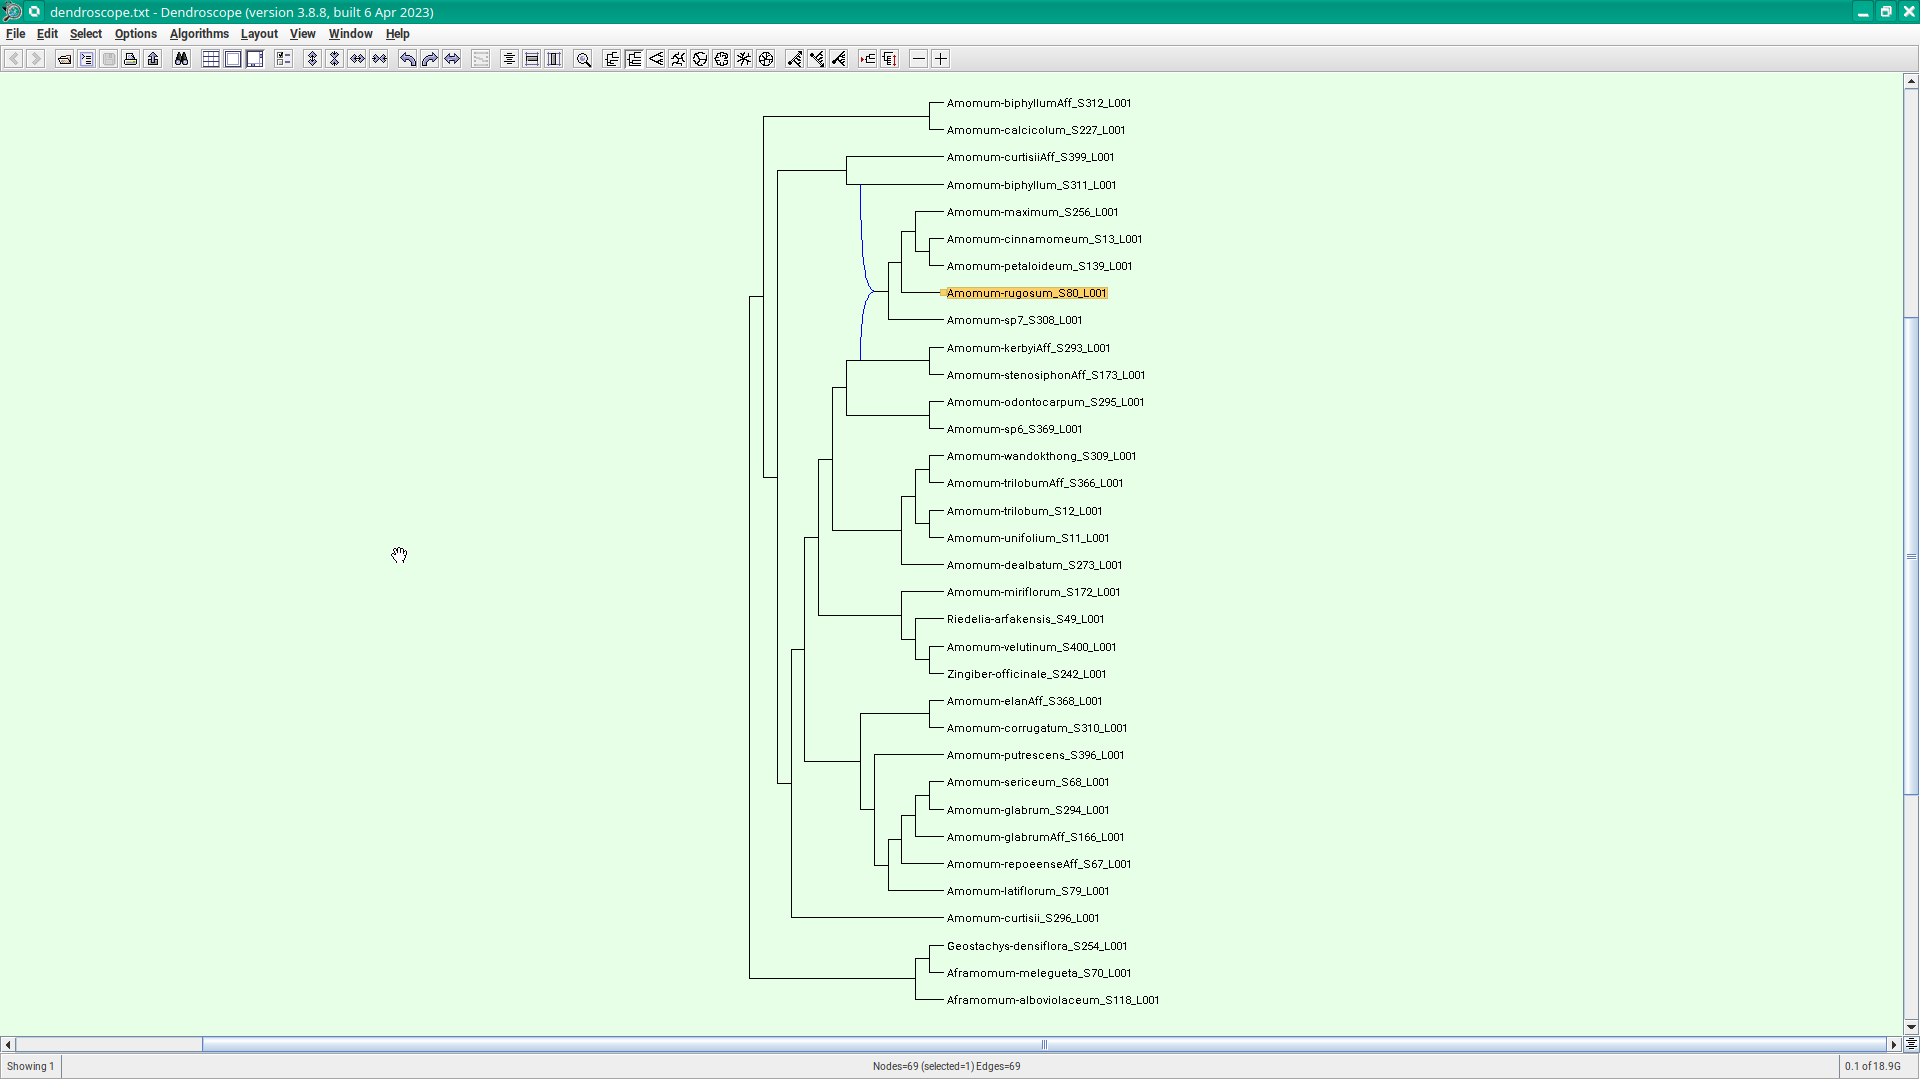 dendroscope.txt - Dendroscope (version 3.8.8, built 6 Apr 2023)
File Edit Select Options Algorithms Layout View Window Help
Amomum-biphyllumAff_S312_L001
Amomum-calcicolum_S227_L001
Amomum-curtisiiAff_S399_L001
Amomum-biphyllum_S311_L001
Amomum-maximum_S256_L001
Amomum-cinnamomeum_S13_L001
Amomum-petaloideum_S139_L001
Amomum-rugosum_S80_L001
Amomum-sp7_S308_L001
Amomum-kerbyiAff_S293_L001
Amomum-stenosiphonAff_S173_L001
Amomum-odontocarpum_S295_L001
Amomum-sp6_S369_L001
Amomum-wandokthong_S309_L001
Amomum-trilobumAff_S366_L001
Amomum-trilobum_S12_L001
Amomum-unifolium_S11_L001
Amomum-dealbatum_S273_L001
Amomum-miriflorum_S172_L001
Riedelia-arfakensis_S49_L001
Amomum-velutinum_S400_L001
Zingiber-officinale_S242_L001
Amomum-elanAff_S368_L001
Amomum-corrugatum_S310_L001
Amomum-putrescens_S396_L001
Amomum-sericeum_S68_L001
Amomum-glabrum_S294_L001
Amomum-glabrumAff_S166_L001
Amomum-repoeenseAff_S67_L001
Amomum-latiflorum_S79_L001
Amomum-curtisii_S296_L001
Geostachys-densiflora_S254_L001
Aframomum-melegueta_S70_L001
Aframomum-alboviolaceum_S118_L001
Showing 1 Nodes=69 (selected=1) Edges=69 0.1 of 18.9G